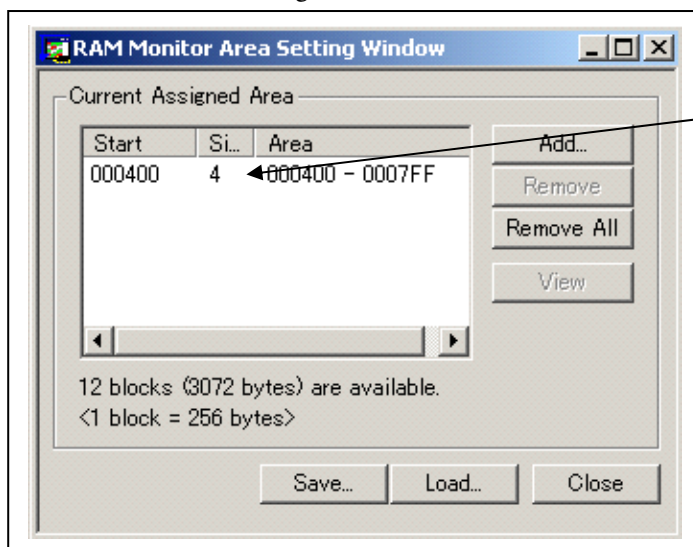 RAM Monitor Area Setting Window
Current Assigned Area
Start Si... Area
000400 4 000400 - 0007FF
Add...
Remove
Remove All
View
12 blocks (3072 bytes) are available.
<1 block = 256 bytes>
Save... Load... Close